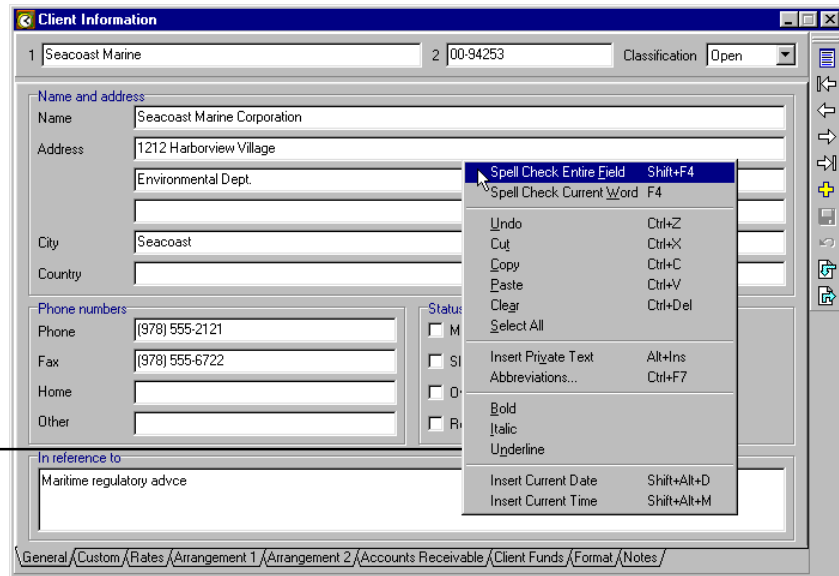 Client Information
1 Seacoast Marine 2 00-94253 Classification Open
Name and address
Name Seacoast Marine Corporation
Address 1212 Harborview Village
Environmental Dept.
City Seacoast
Country
Phone numbers
Phone (978) 555-2121
Fax (978) 555-6722
Home
Other
Status
In reference to
Maritime regulatory advce
Spell Check Entire Field Shift+F4
Spell Check Current Word F4
Undo Ctrl+Z
Cut Ctrl+X
Copy Ctrl+C
Paste Ctrl+V
Clear Ctrl+Del
Select All
Insert Private Text Alt+Ins
Abbreviations... Ctrl+F7
Bold
Italic
Underline
Insert Current Date Shift+Alt+D
Insert Current Time Shift+Alt+M
General Custom Rates Arrangement 1 Arrangement 2 Accounts Receivable Client Funds Format Notes